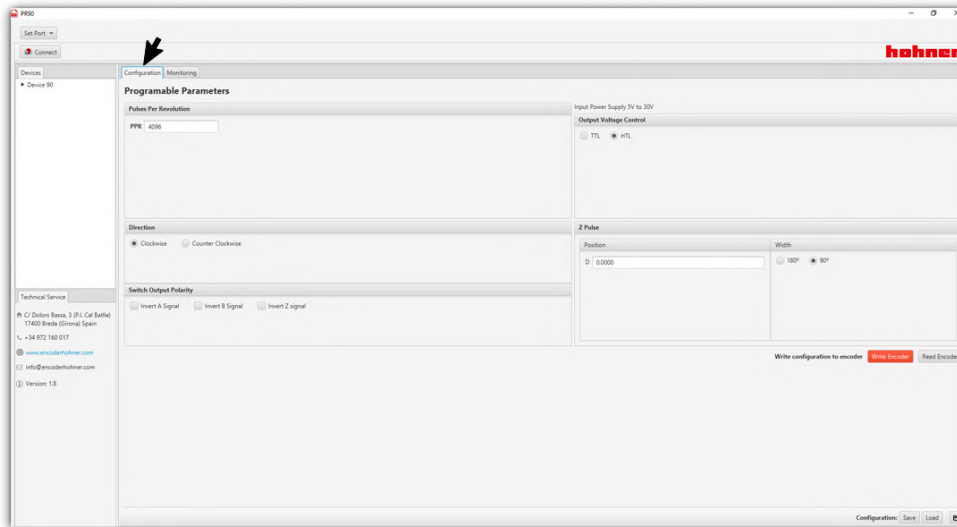 PR90
Set Port
Connect
hohner
Devices
Device 90
Configuration Monitoring
Programable Parameters
Pulses Per Revolution
PPR 4096
Input Power Supply 5V to 30V
Output Voltage Control
TTL HTL
Direction
Clockwise Counter Clockwise
Switch Output Polarity
Invert A Signal Invert B Signal Invert Z signal
Z Pulse
Position Width
D 0.0000 180º 90º
Write configuration to encoder Write Encoder Read Encode
Technical Service
C/ Dolors Bassa, 3 (P.I. Cal Batlle)
17400 Breda (Girona) Spain
+34 972 160 017
www.encoderhohner.com
info@encoderhohner.com
Version: 1.8
Configuration: Save Load